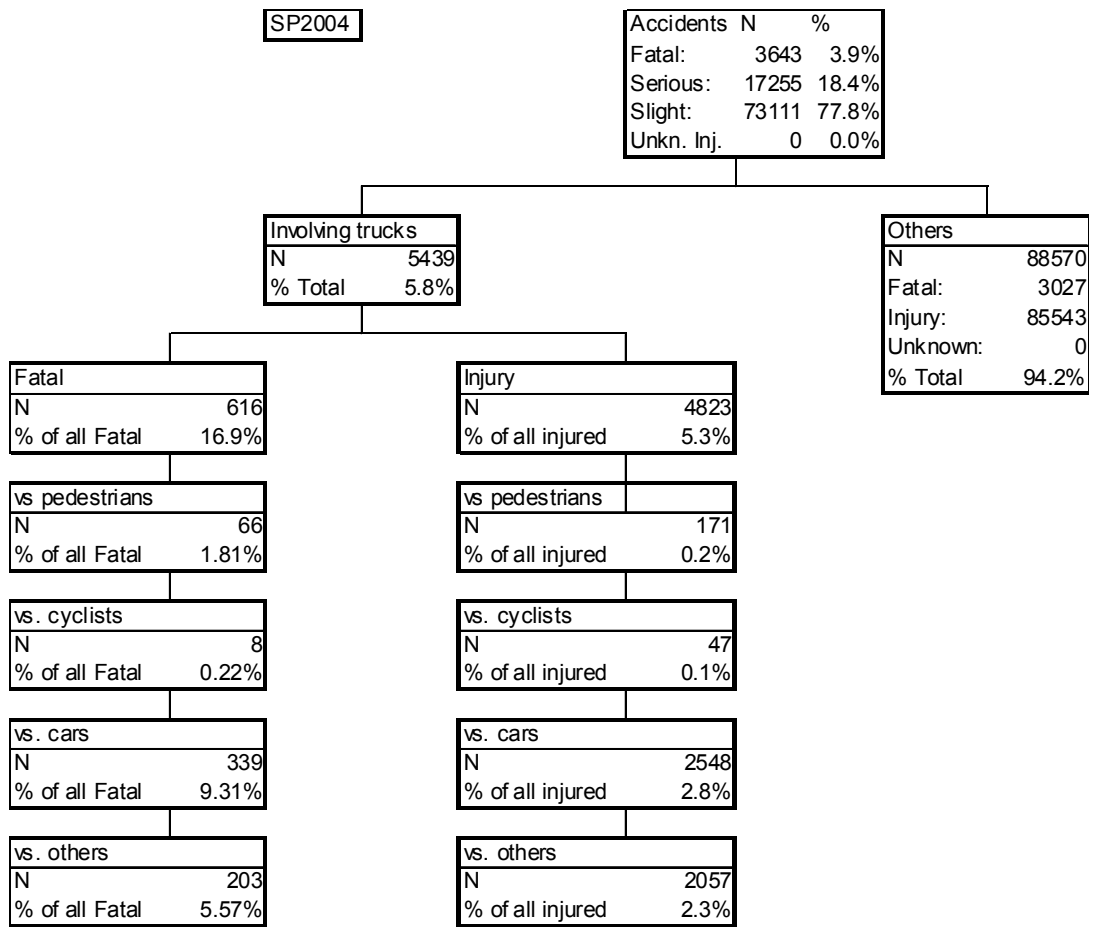 SP2004
Accidents N %
Fatal: 3643 3.9%
Serious: 17255 18.4%
Slight: 73111 77.8%
Unkn. Inj. 0 0.0%
Involving trucks
N 5439
% Total 5.8%
Others
N 88570
Fatal: 3027
Injury: 85543
Unknown: 0
% Total 94.2%
Fatal
N 616
% of all Fatal 16.9%
Injury
N 4823
% of all injured 5.3%
vs pedestrians
N 66
% of all Fatal 1.81%
vs pedestrians
N 171
% of all injured 0.2%
vs. cyclists
N 8
% of all Fatal 0.22%
vs. cyclists
N 47
% of all injured 0.1%
vs. cars
N 339
% of all Fatal 9.31%
vs. cars
N 2548
% of all injured 2.8%
vs. others
N 203
% of all Fatal 5.57%
vs. others
N 2057
% of all injured 2.3%